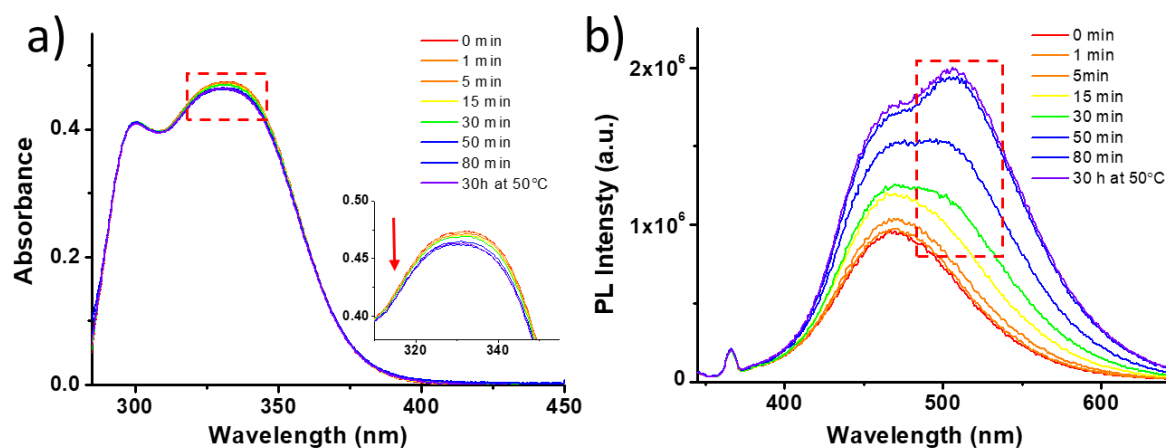 a)
Absorbance
0.4
0.2
0.0
300
350
400
450
Wavelength (nm)
0 min
1 min
5 min
15 min
30 min
50 min
80 min
30h at 50°C
0.50
0.45
0.40
320
340
b)
PL Intensty (a.u.)
2x10⁶
1x10⁶
0
400
500
600
Wavelength (nm)
0 min
1 min
5min
15 min
30 min
50 min
80 min
30 h at 50°C